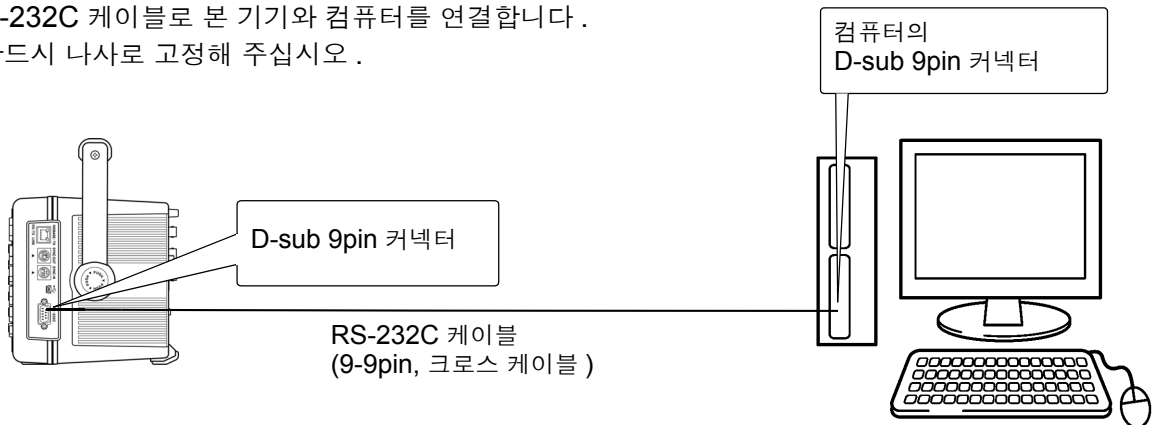 -232C 케이블로 본 기기와 컴퓨터를 연결합니다 .
드시 나사로 고정해 주십시오 .
컴퓨터의
D-sub 9pin 커넥터
D-sub 9pin 커넥터
RS-232C 케이블
(9-9pin, 크로스 케이블 )